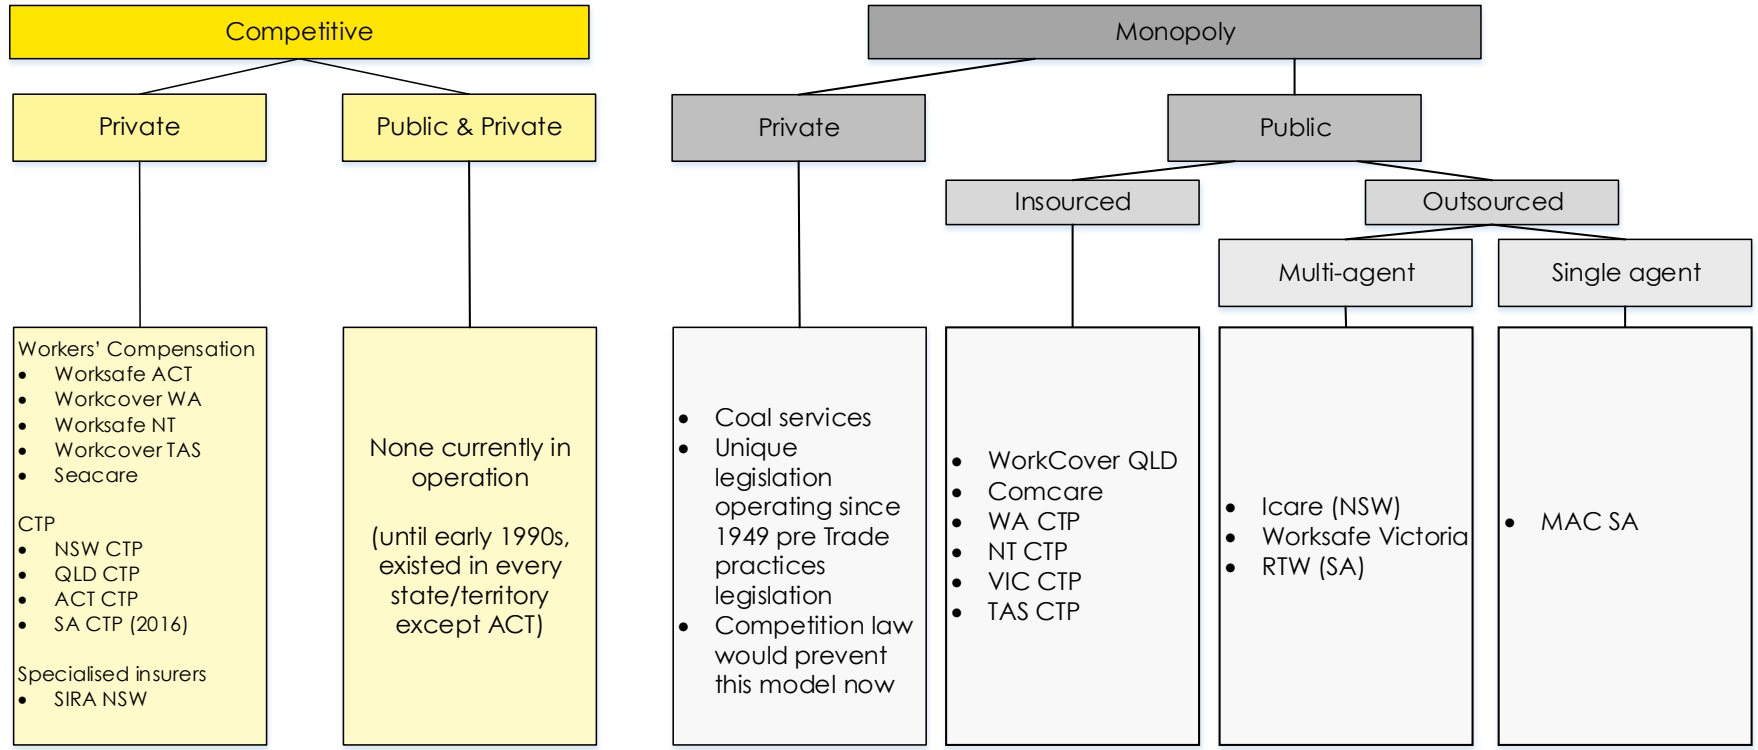 Competitive
Monopoly
Private
Public & Private
Private
Public
Insourced
Outsourced
Multi-agent
Single agent
Workers’ Compensation
• Worksafe ACT
• Workcover WA
• Worksafe NT
• Workcover TAS
• Seacare
CTP
• NSW CTP
• QLD CTP
• ACT CTP
• SA CTP (2016)
Specialised insurers
• SIRA NSW
None currently in
operation
(until early 1990s,
existed in every
state/territory
except ACT)
• Coal services
• Unique
legislation
operating since
1949 pre Trade
practices
legislation
• Competition law
would prevent
this model now
• WorkCover QLD
• Comcare
• WA CTP
• NT CTP
• VIC CTP
• TAS CTP
• Icare (NSW)
• Worksafe Victoria
• RTW (SA)
• MAC SA